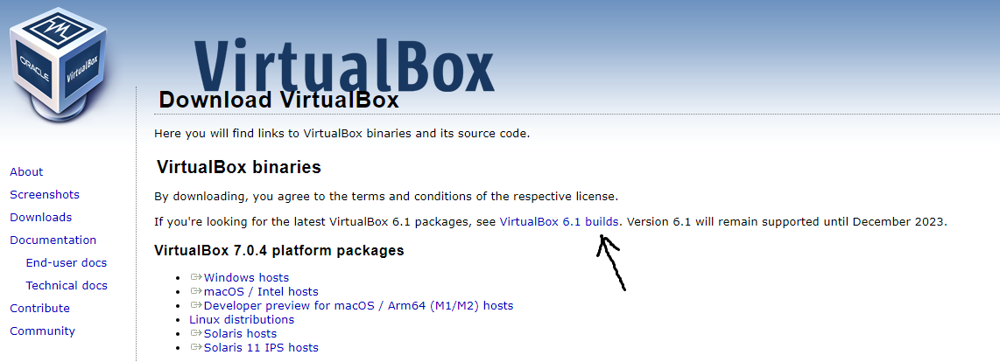 ORACLE
VirtualBox
VirtualBox
Download VirtualBox
Here you will find links to VirtualBox binaries and its source code.
About
Screenshots
Downloads
Documentation
End-user docs
Technical docs
Contribute
Community
VirtualBox binaries
By downloading, you agree to the terms and conditions of the respective license.
If you're looking for the latest VirtualBox 6.1 packages, see VirtualBox 6.1 builds. Version 6.1 will remain supported until December 2023.
VirtualBox 7.0.4 platform packages
• Windows hosts
• macOS / Intel hosts
• Developer preview for macOS / Arm64 (M1/M2) hosts
• Linux distributions
• Solaris hosts
• Solaris 11 IPS hosts